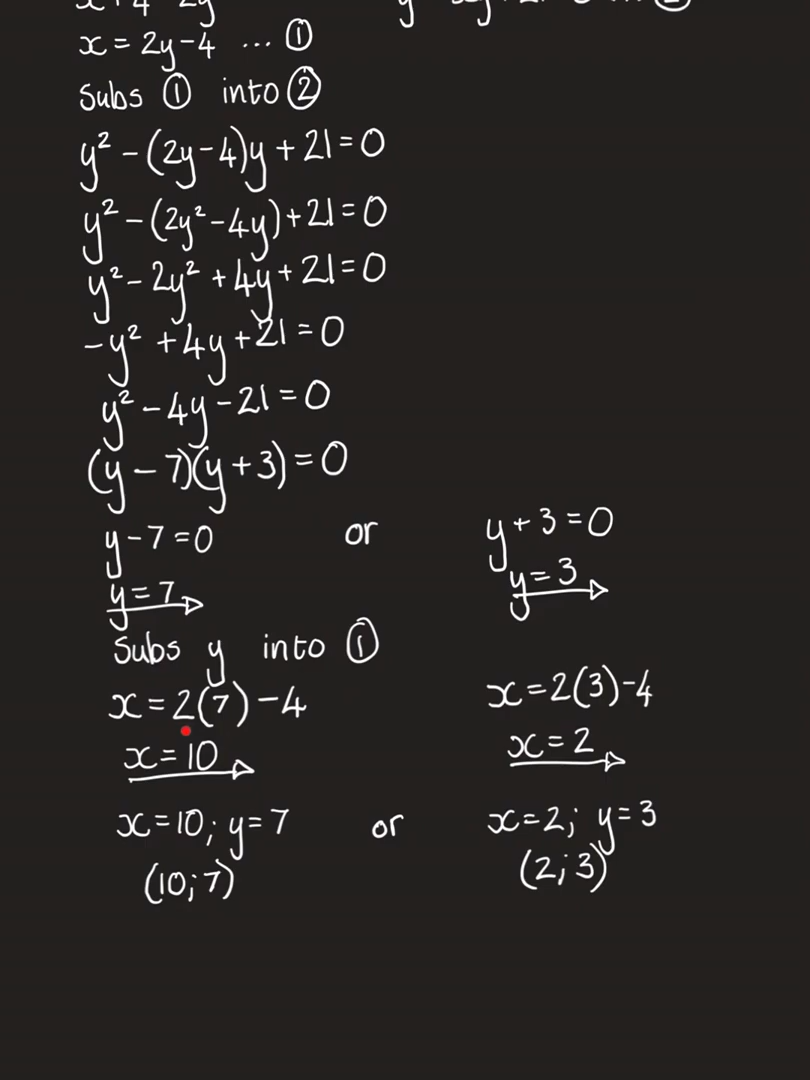 x = 2y - 4 ... ①
Subs ① into ②
y² - (2y - 4)y + 21 = 0
y² - (2y² - 4y) + 21 = 0
y² - 2y² + 4y + 21 = 0
-y² + 4y + 21 = 0
y² - 4y - 21 = 0
(y - 7)(y + 3) = 0
y - 7 = 0 or y + 3 = 0
y = 7 y = 3
Subs y into ①
x = 2(7) - 4 x = 2(3) - 4
x = 10 x = 2
x = 10; y = 7 or x = 2; y = 3
(10; 7) (2; 3)